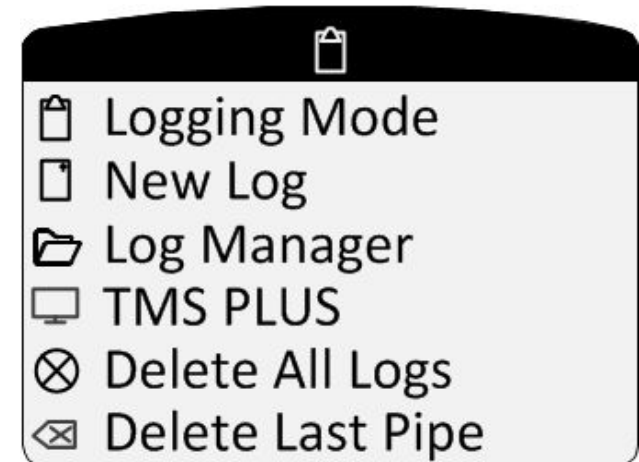 Logging Mode
New Log
Log Manager
TMS PLUS
Delete All Logs
Delete Last Pipe